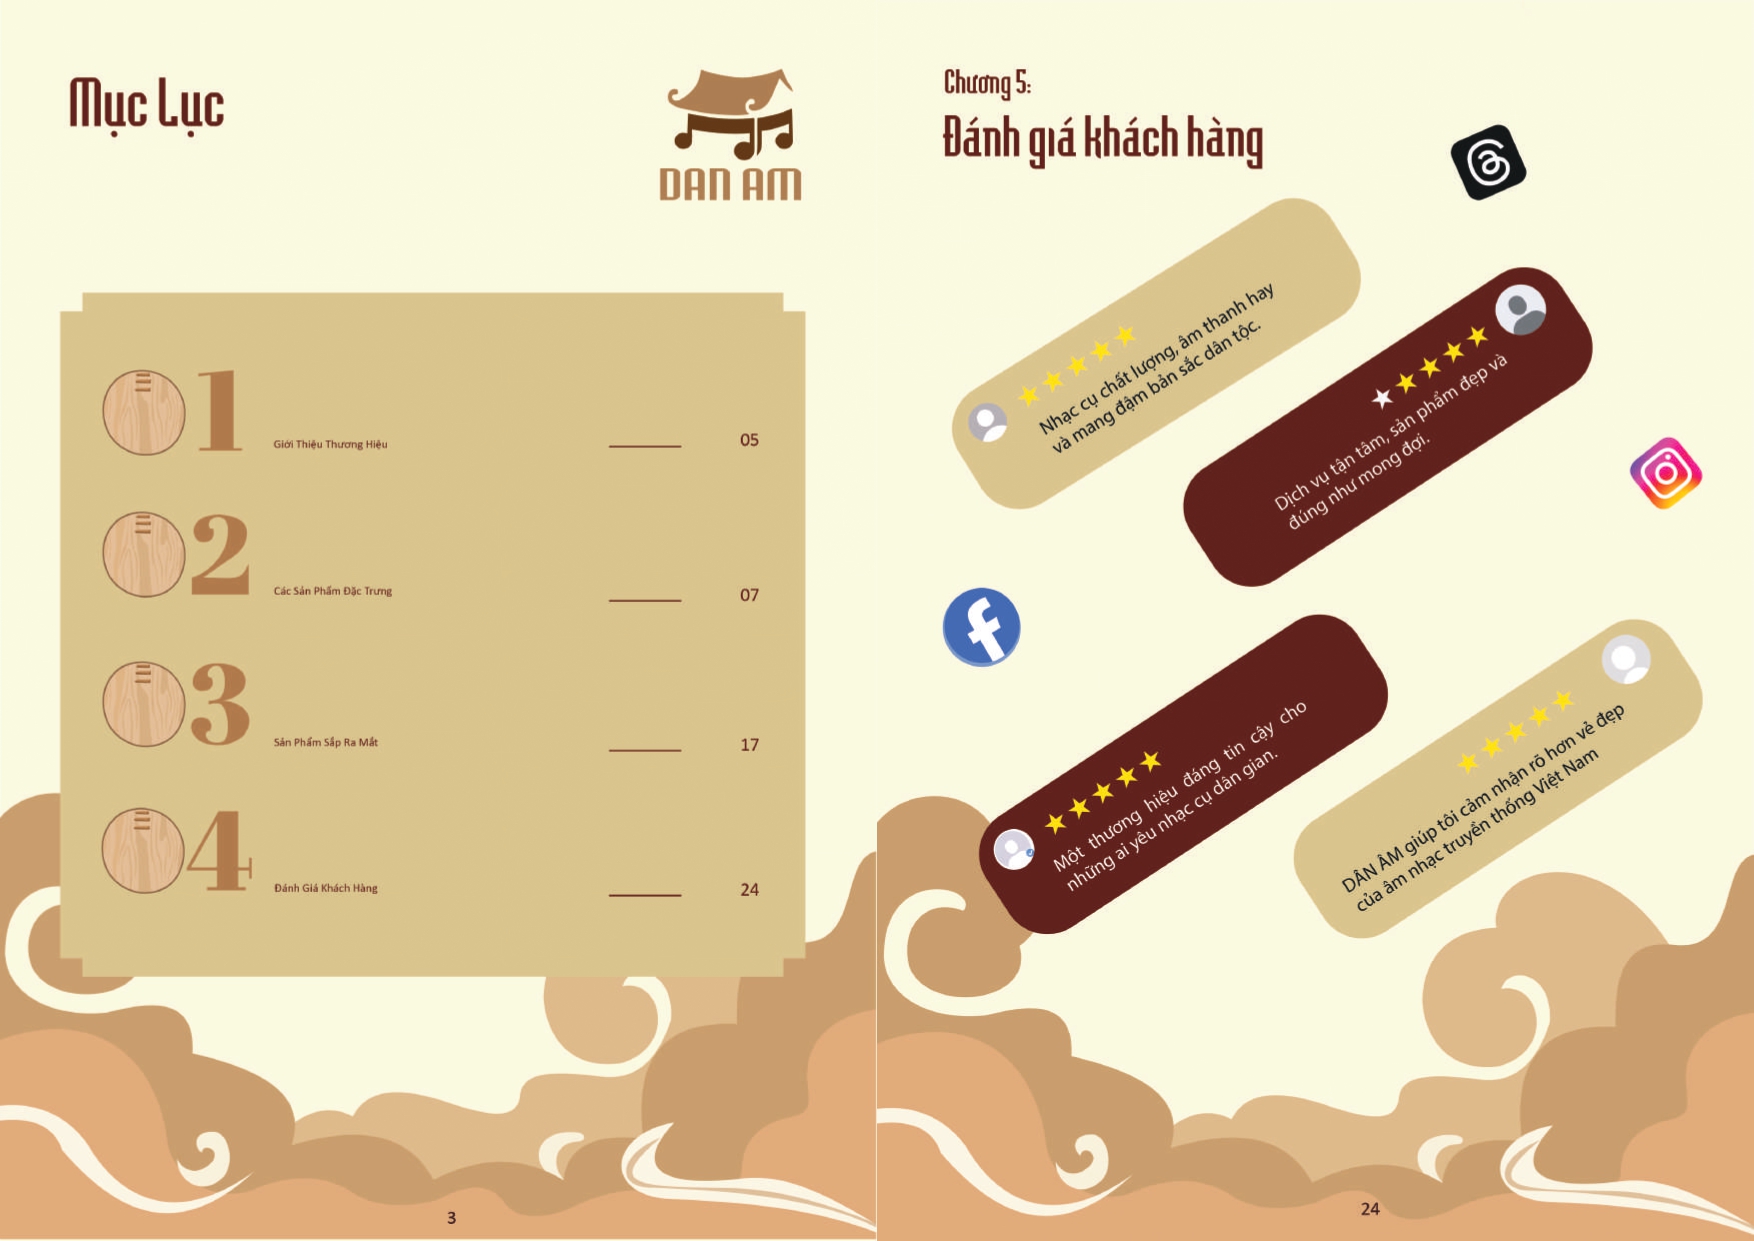 Mục Lục
DAN AM
1
Giới Thiệu Thương Hiệu
05
2
Các Sản Phẩm Đặc Trưng
07
3
Sản Phẩm Sắp Ra Mắt
17
4
Đánh Giá Khách Hàng
24
3
Chương 5:
Đánh giá khách hàng
Nhạc cụ chất lượng, âm thanh hay
và mang đậm bản sắc dân tộc.
Dịch vụ tận tâm, sản phẩm đẹp và
đúng như mong đợi.
Một thương hiệu đáng tin cậy cho
những ai yêu nhạc cụ dân gian.
DÂN ÂM giúp tôi cảm nhận rõ hơn vẻ đẹp
của âm nhạc truyền thống Việt Nam
24